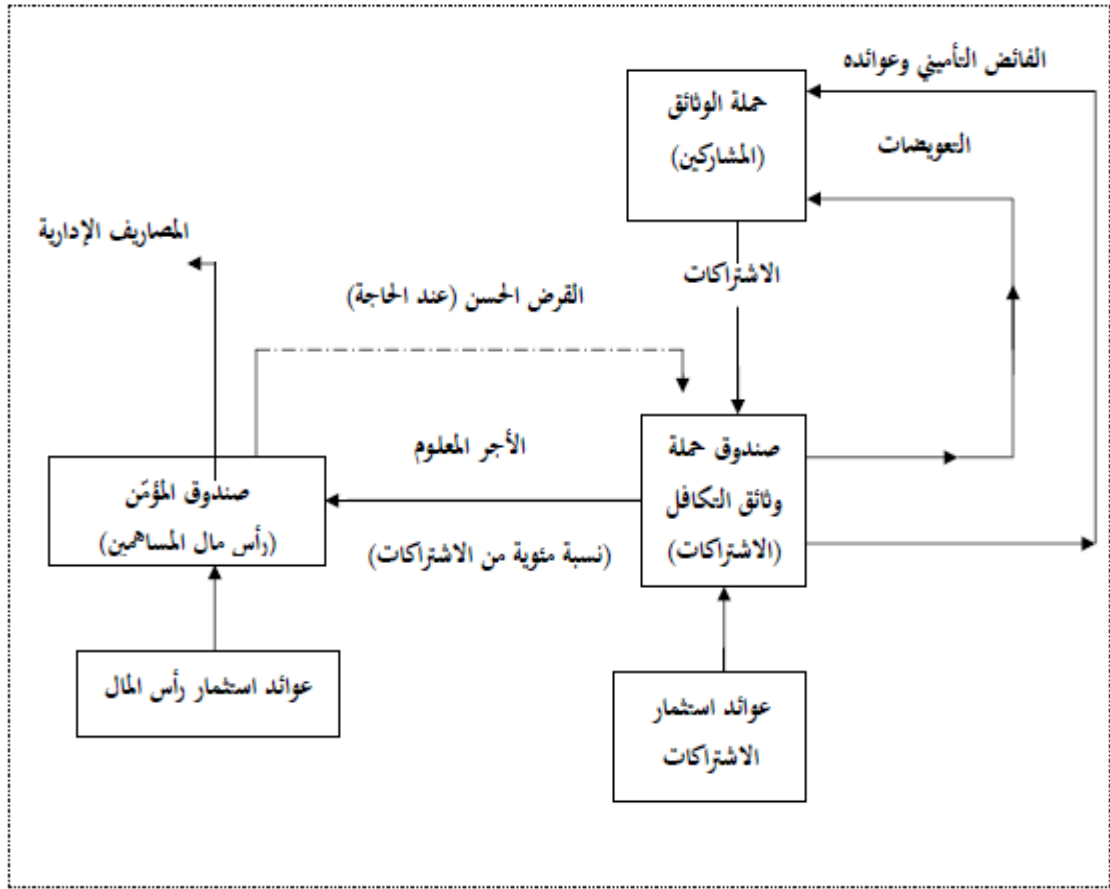 الفائض التأميني وعوائده
حملة الوثائق
(المشاركين)
التعويضات
المصاريف الإدارية
الاشتراكات
القرض الحسن (عند الحاجة)
صندوق حملة
وثائق التكافل
(الاشتراكات)
الأجر المعلوم
(نسبة مئوية من الاشتراكات)
صندوق المؤمّن
(رأس مال المساهمين)
عوائد استثمار رأس المال
عوائد استثمار
الاشتراكات